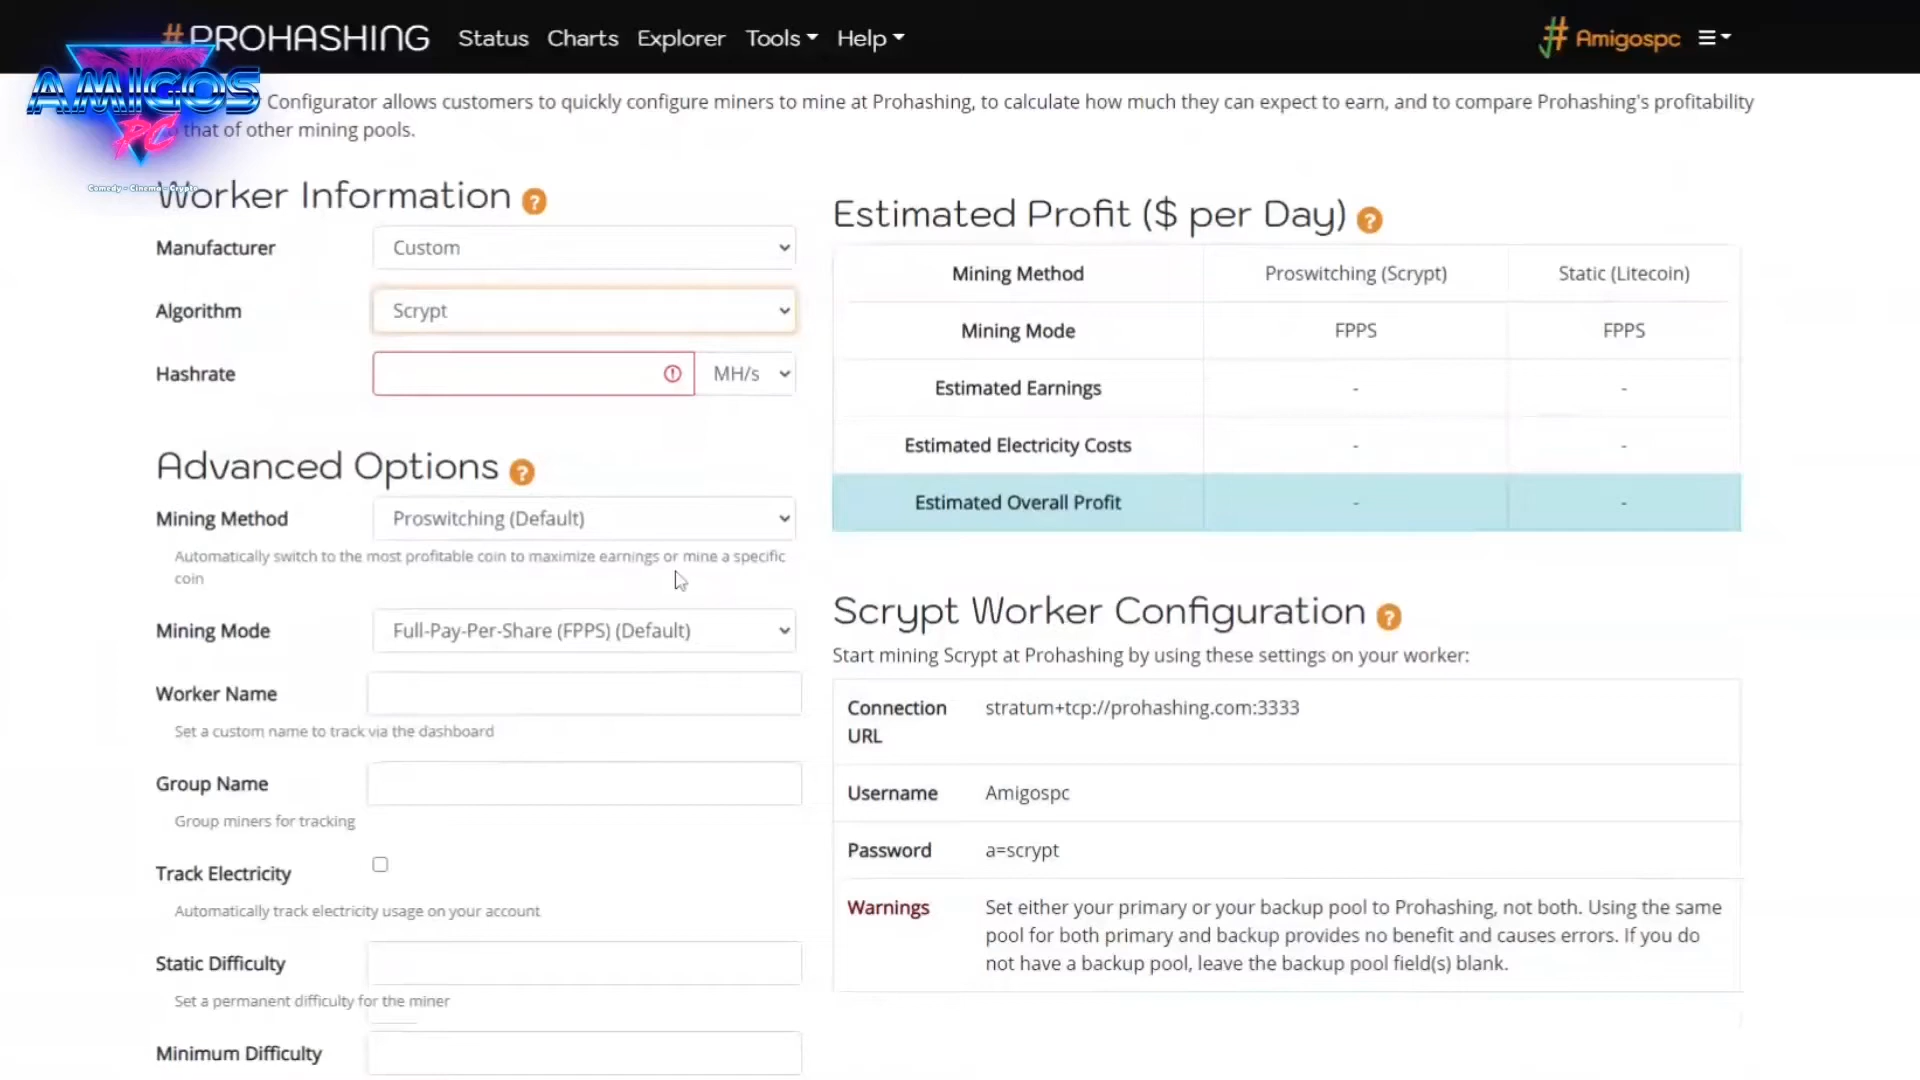 #PROHASHING Status Charts Explorer Tools Help # Amigospc
AMIGOS
PC
Comedy - Cinema - Crypto
Configurator allows customers to quickly configure miners to mine at Prohashing, to calculate how much they can expect to earn, and to compare Prohashing's profitability
that of other mining pools.
Worker Information ?
Manufacturer Custom
Algorithm Scrypt
Hashrate MH/s
Advanced Options ?
Mining Method Proswitching (Default)
Automatically switch to the most profitable coin to maximize earnings or mine a specific
coin
Mining Mode Full-Pay-Per-Share (FPPS) (Default)
Worker Name
Set a custom name to track via the dashboard
Group Name
Group miners for tracking
Track Electricity
Automatically track electricity usage on your account
Static Difficulty
Set a permanent difficulty for the miner
Minimum Difficulty
Estimated Profit ($ per Day) ?
Mining Method Proswitching (Scrypt) Static (Litecoin)
Mining Mode FPPS FPPS
Estimated Earnings - -
Estimated Electricity Costs - -
Estimated Overall Profit - -
Scrypt Worker Configuration ?
Start mining Scrypt at Prohashing by using these settings on your worker:
Connection stratum+tcp://prohashing.com:3333
URL
Username Amigospc
Password a=scrypt
Warnings Set either your primary or your backup pool to Prohashing, not both. Using the same
pool for both primary and backup provides no benefit and causes errors. If you do
not have a backup pool, leave the backup pool field(s) blank.